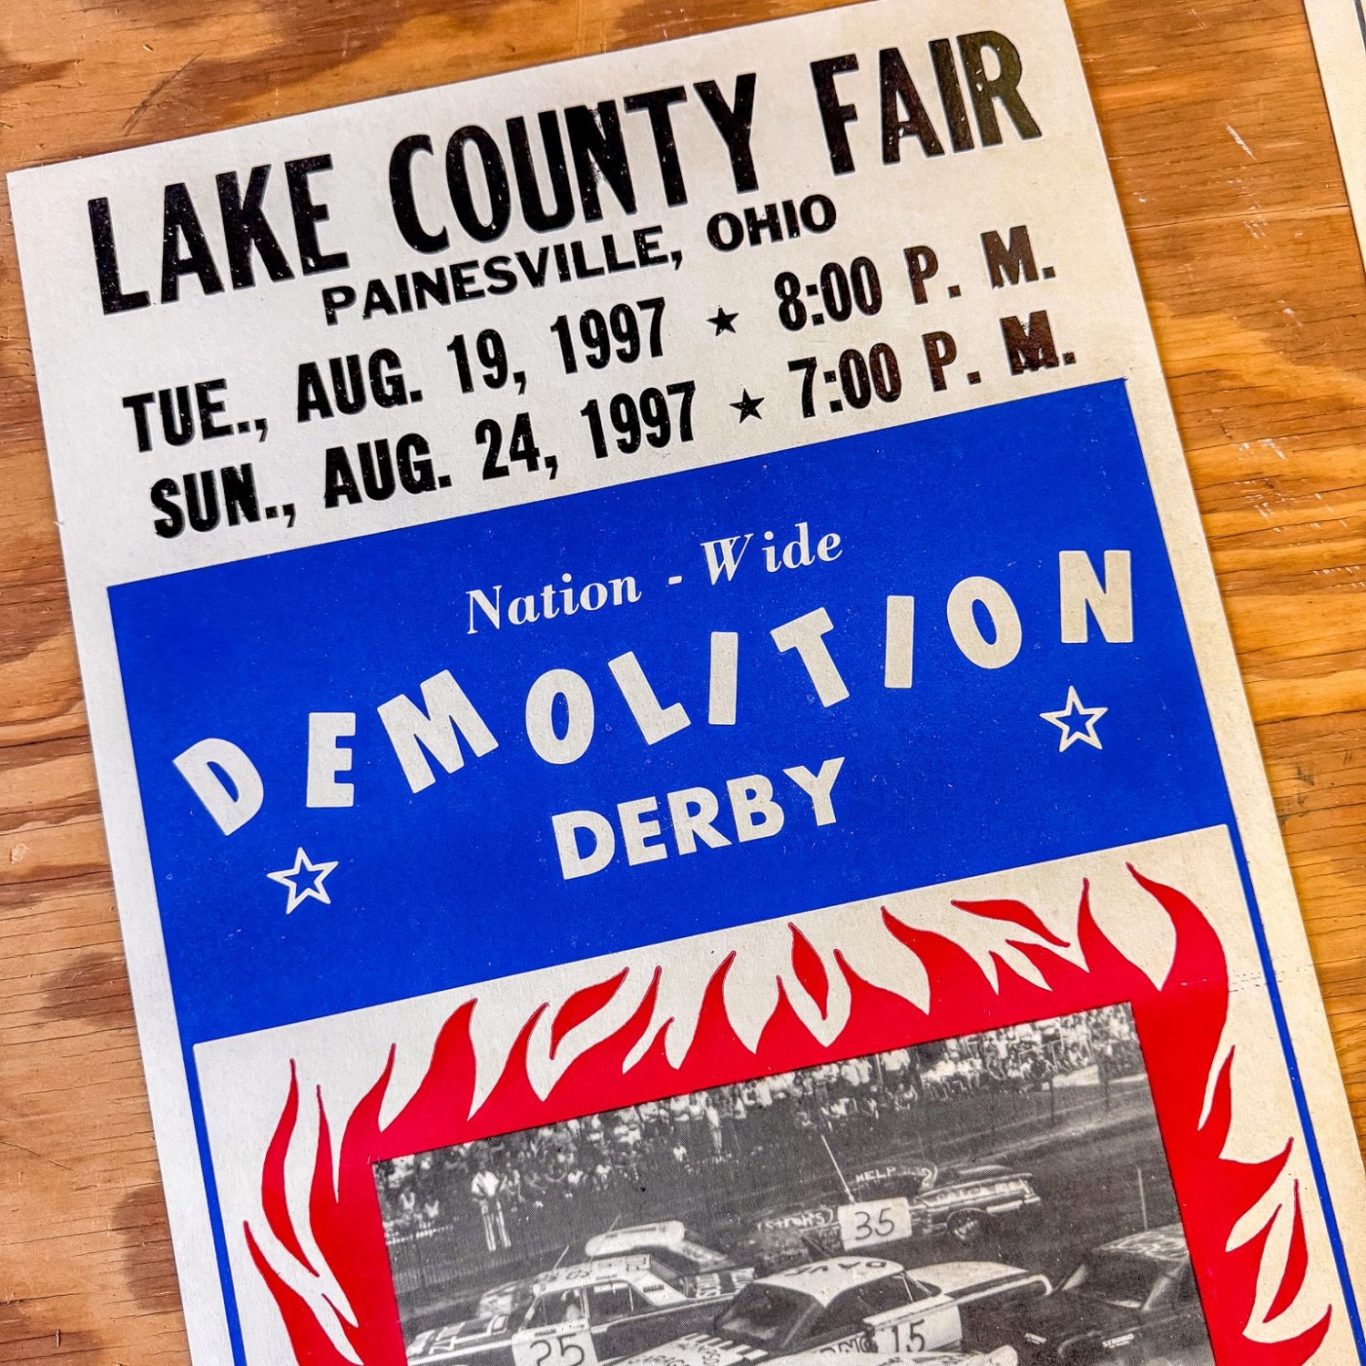 LAKE COUNTY FAIR
PAINESVILLE, OHIO
TUE., AUG. 19, 1997 ★ 8:00 P. M.
SUN., AUG. 24, 1997 ★ 7:00 P. M.
Nation - Wide
DEMOLITION
DERBY
HELP
35
DAVE
25
15